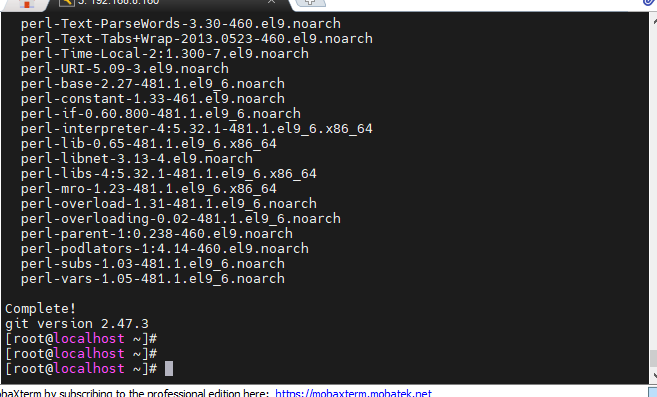 5. 192.168.8.160
perl-Text-ParseWords-3.30-460.el9.noarch
perl-Text-Tabs+Wrap-2013.0523-460.el9.noarch
perl-Time-Local-2:1.300-7.el9.noarch
perl-URI-5.09-3.el9.noarch
perl-base-2.27-481.1.el9_6.noarch
perl-constant-1.33-461.el9.noarch
perl-if-0.60.800-481.1.el9_6.noarch
perl-interpreter-4:5.32.1-481.1.el9_6.x86_64
perl-lib-0.65-481.1.el9_6.x86_64
perl-libnet-3.13-4.el9.noarch
perl-libs-4:5.32.1-481.1.el9_6.x86_64
perl-mro-1.23-481.1.el9_6.x86_64
perl-overload-1.31-481.1.el9_6.noarch
perl-overloading-0.02-481.1.el9_6.noarch
perl-parent-1:0.238-460.el9.noarch
perl-podlators-1:4.14-460.el9.noarch
perl-subs-1.03-481.1.el9_6.noarch
perl-vars-1.05-481.1.el9_6.noarch
Complete!
git version 2.47.3
[root@localhost ~]#
[root@localhost ~]#
[root@localhost ~]#
obaXterm by subscribing to the professional edition here: https://mobaxterm.mobatek.net